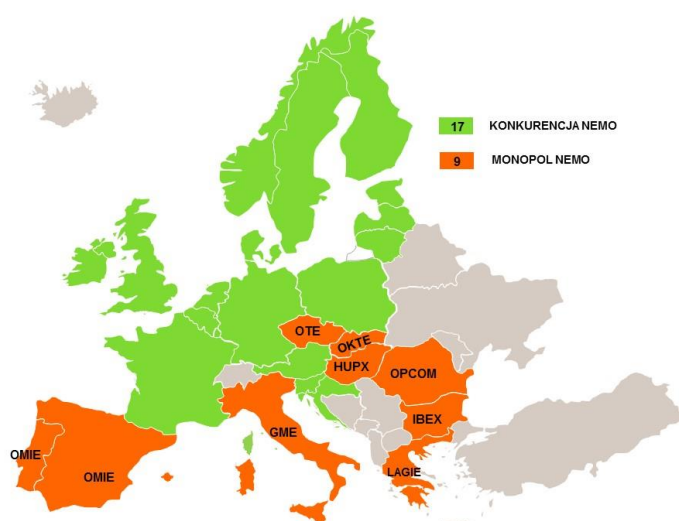 17 KONKURENCJA NEMO
9 MONOPOL NEMO
OTE
OKTE
HUPX
OPCOM
IBEX
GME
OMIE
LAGIE
OMIE